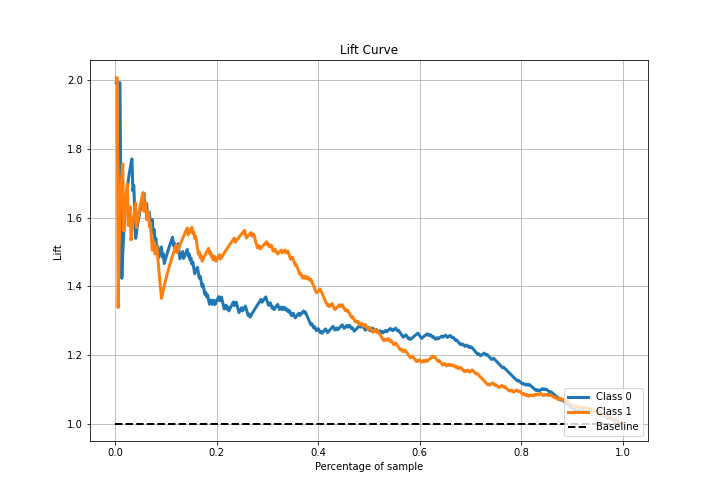 Lift Curve
Lift
2.0
1.8
1.6
1.4
1.2
1.0
0.0
0.2
0.4
0.6
0.8
1.0
Percentage of sample
Class 0
Class 1
Baseline